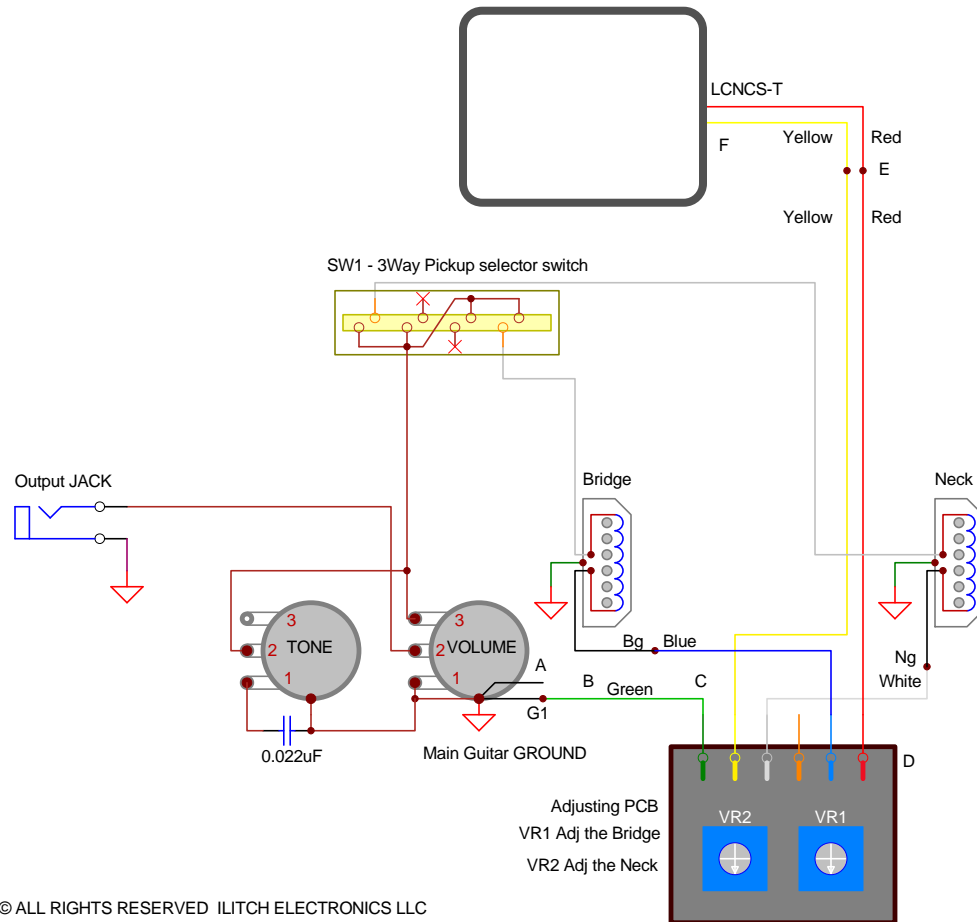 LCNCS-T
Yellow Red
F
E
Yellow Red
SW1 - 3Way Pickup selector switch
Output JACK
Bridge
Neck
3
2 TONE
1
3
2 VOLUME
1
A
Bg Blue
Ng
White
B Green C
G1
0.022uF
Main Guitar GROUND
D
Adjusting PCB
VR1 Adj the Bridge
VR2 Adj the Neck
VR2 VR1
© ALL RIGHTS RESERVED ILITCH ELECTRONICS LLC